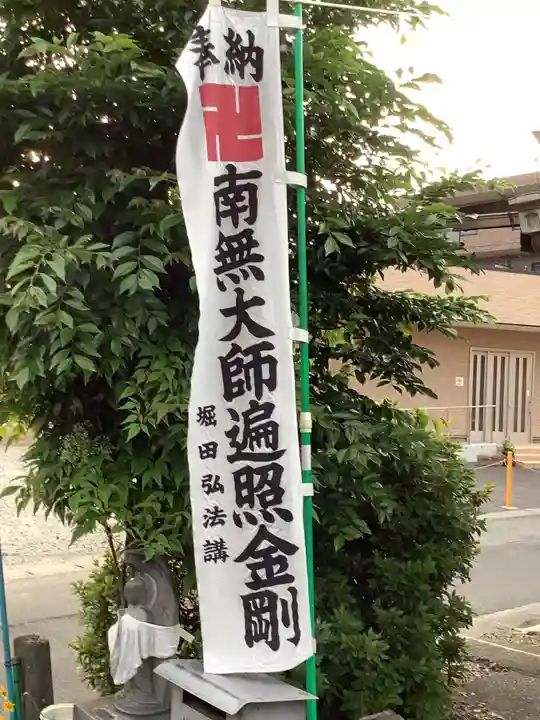 奉納
卍
南無大師遍照金剛
堀田弘法講